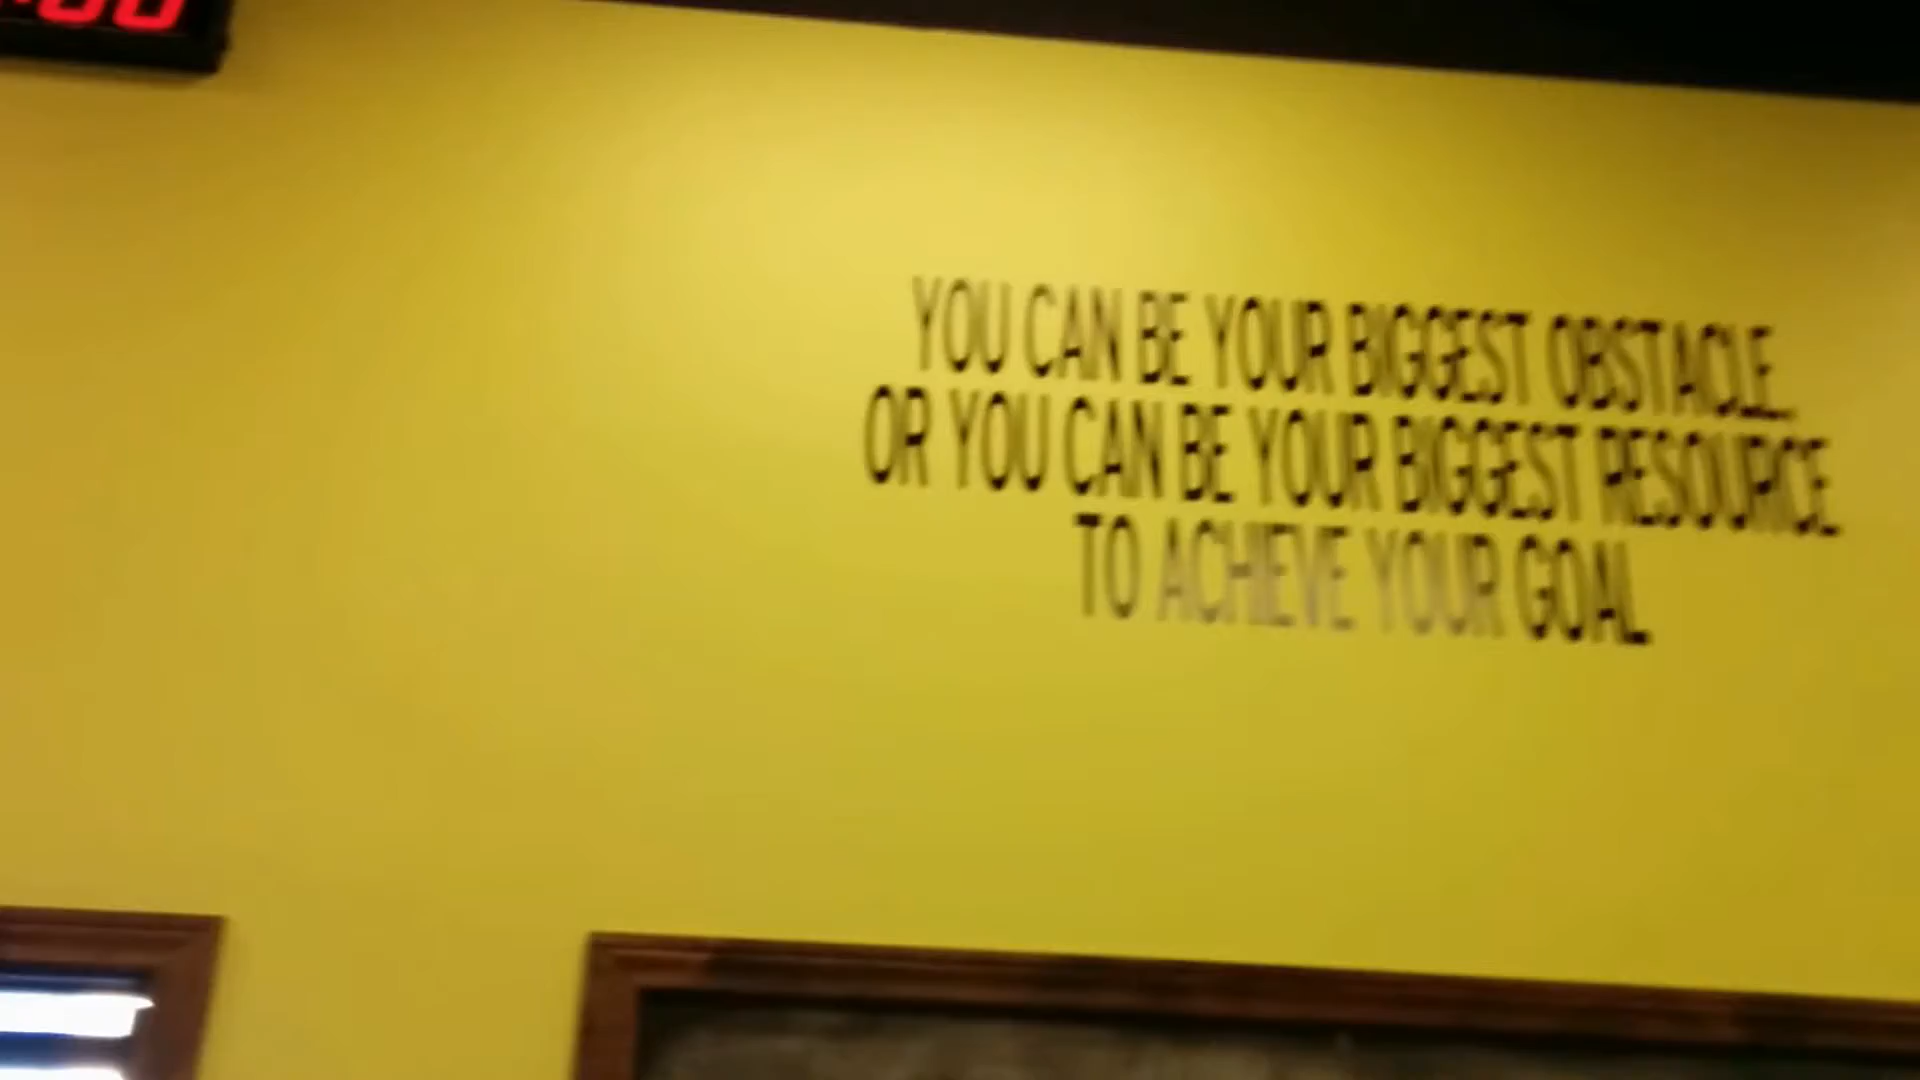 YOU CAN BE YOUR BIGGEST OBSTACLE.
OR YOU CAN BE YOUR BIGGEST RESOURCE
TO ACHIEVE YOUR GOAL